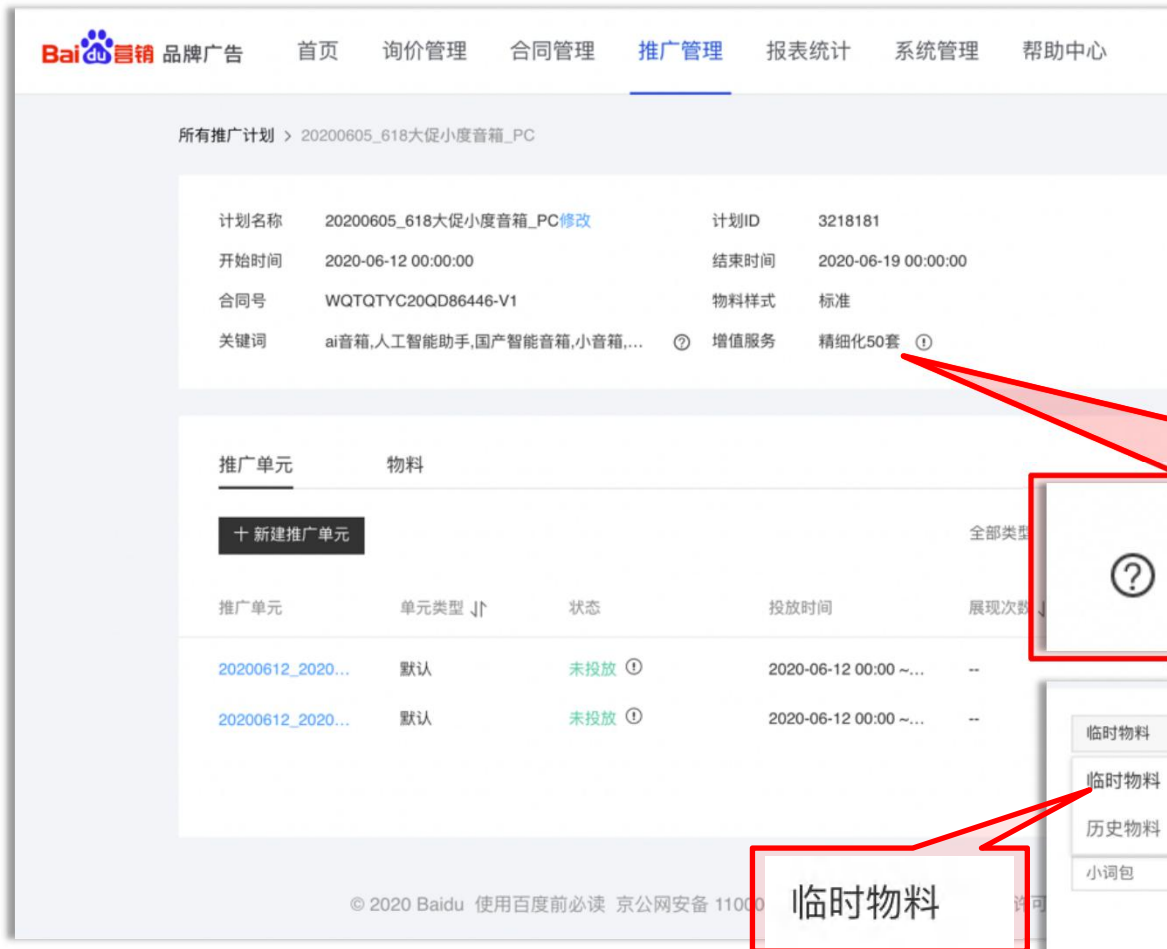 Bai du 营销 品牌广告 首页 询价管理 合同管理 推广管理 报表统计 系统管理 帮助中心
所有推广计划 > 20200605_618大促小度音箱_PC
计划名称 20200605_618大促小度音箱_PC修改 计划ID 3218181
开始时间 2020-06-12 00:00:00 结束时间 2020-06-19 00:00:00
合同号 WQTQTYC20QD86446-V1 物料样式 标准
关键词 ai音箱,人工智能助手,国产智能音箱,小音箱,... 增值服务 精细化50套
推广单元 物料
+ 新建推广单元 全部类型
推广单元 单元类型 状态 投放时间 展现次数
20200612_2020... 默认 未投放 2020-06-12 00:00 ~... --
20200612_2020... 默认 未投放 2020-06-12 00:00 ~... --
临时物料
临时物料
历史物料
小词包
临时物料
© 2020 Baidu 使用百度前必读 京公网安备 11000 许可